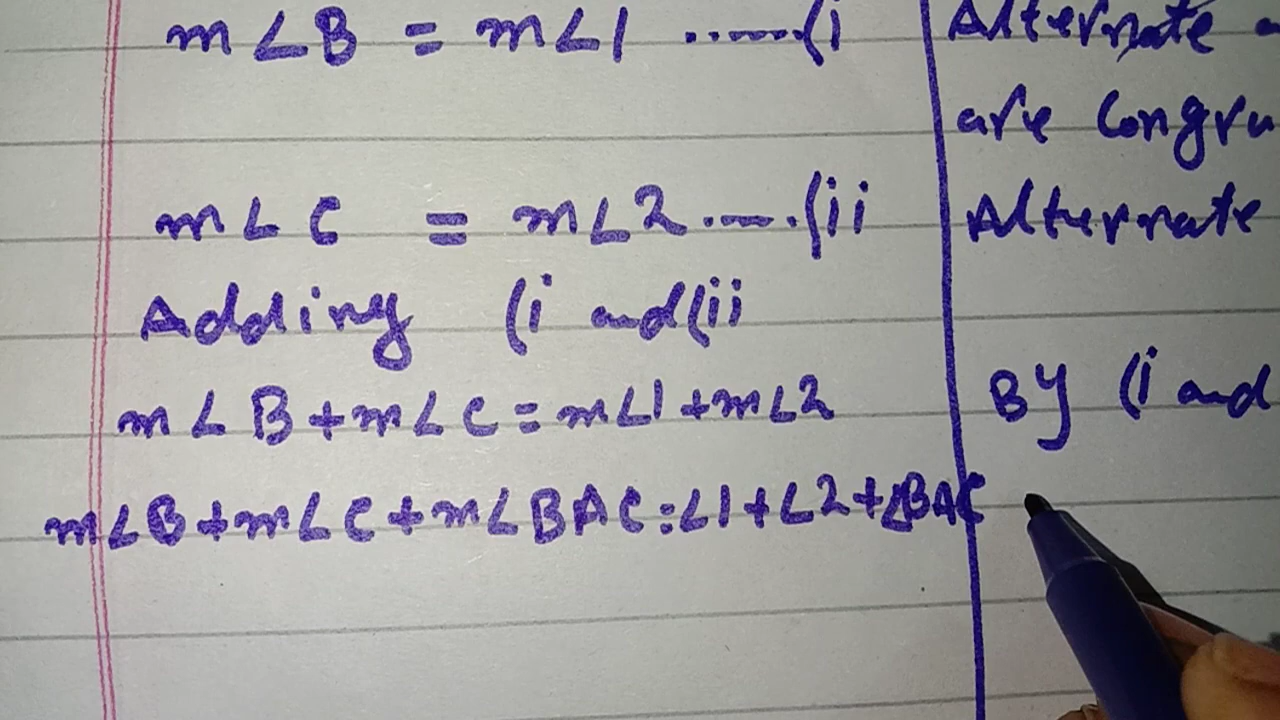 m∠B = m∠1 ......(i
Alternate
are Congru
m∠C = m∠2......(ii
Alternate
Adding (i and (ii
m∠B+m∠C=m∠1+m∠2
By (i and
m∠B+m∠C+m∠BAC=∠1+∠2+∠BAC